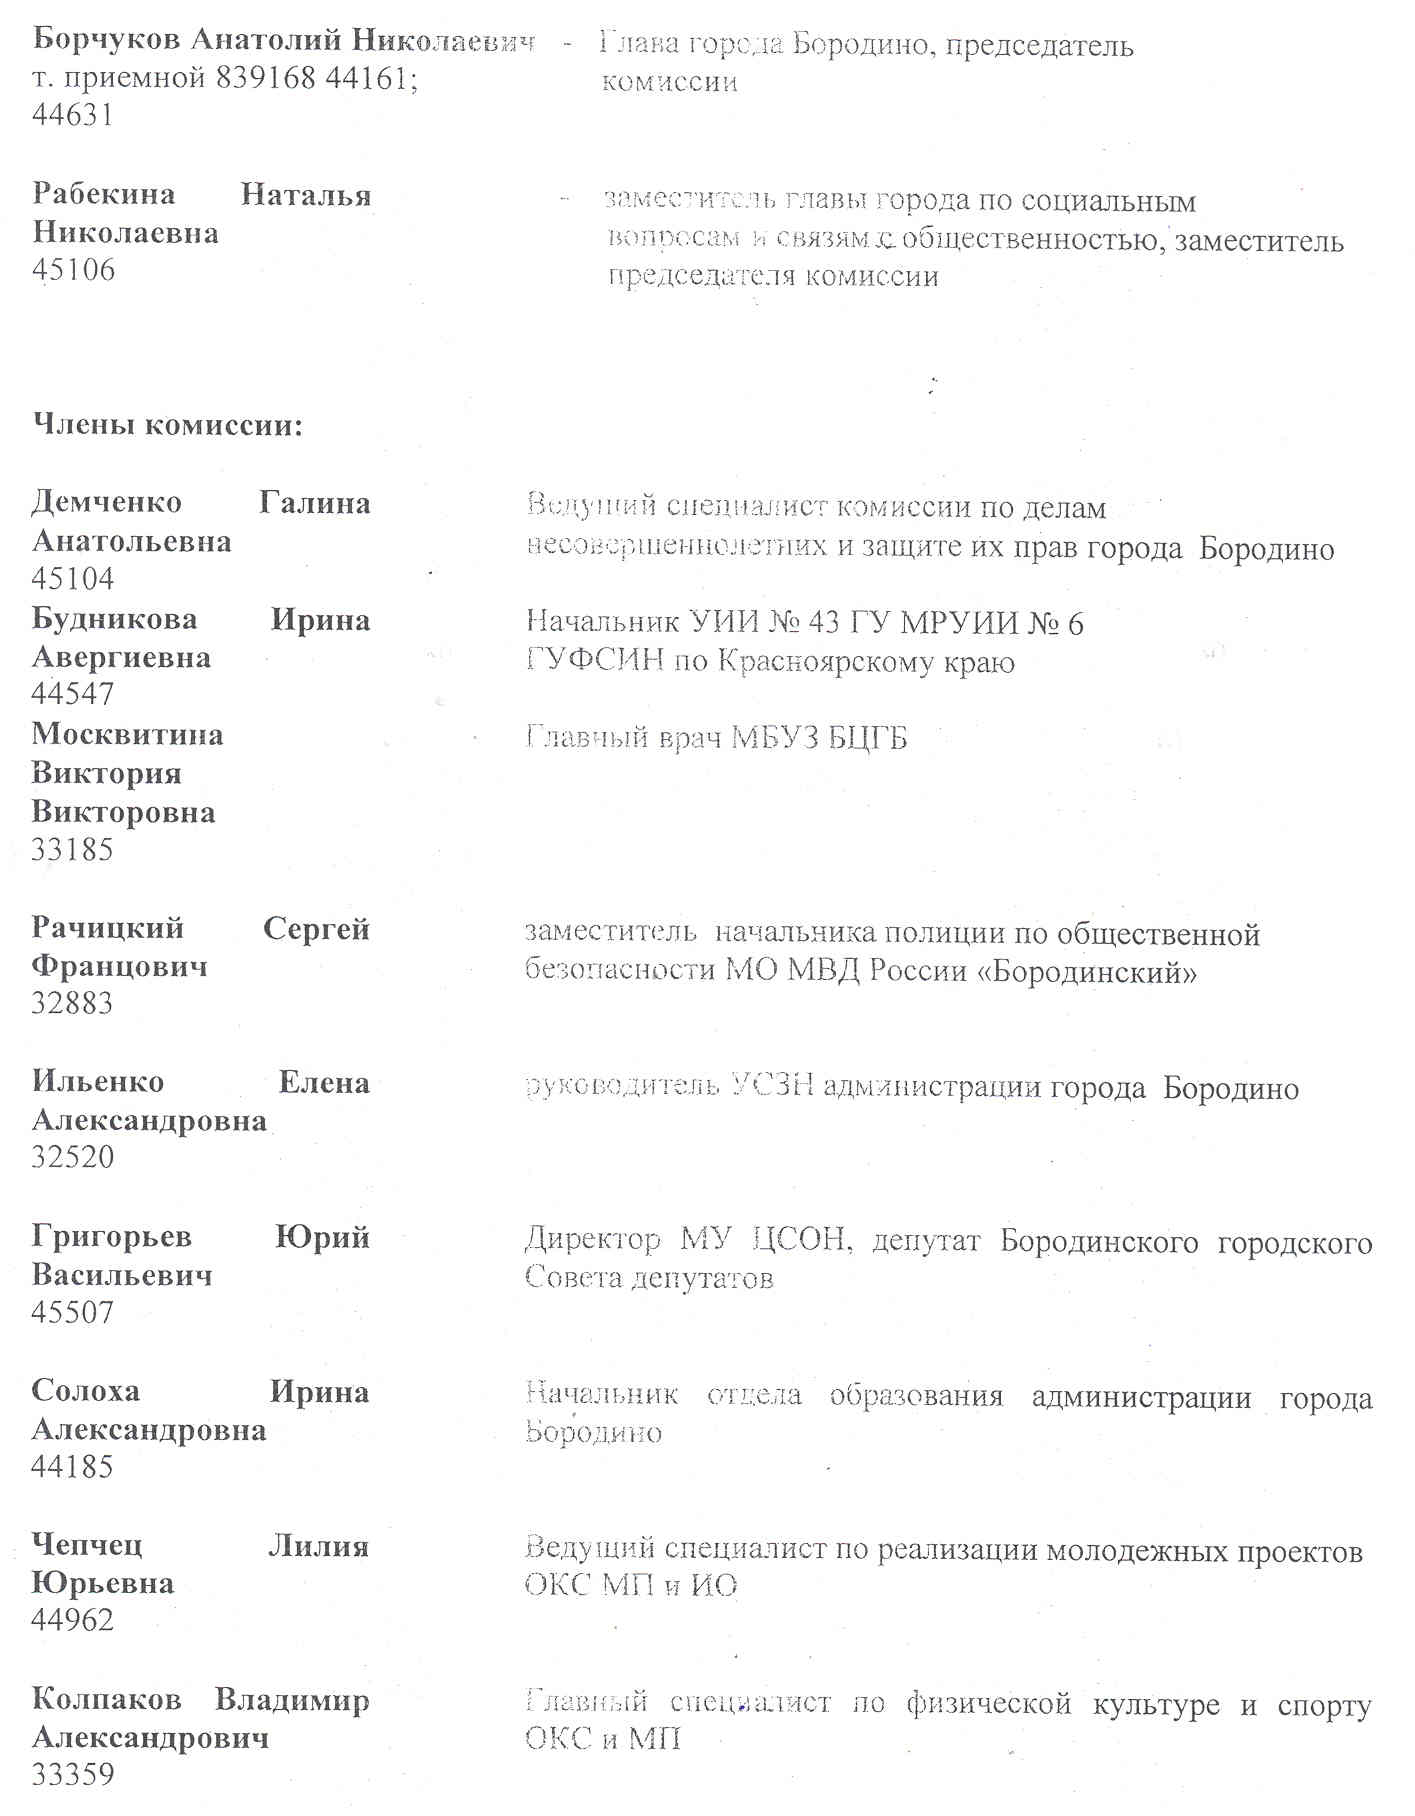 Борчуков Анатолий Николаевич - Глава города Бородино, председатель
т. приемной 839168 44161; комиссии
44631
Рабекина Наталья - заместитель главы города по социальным
Николаевна вопросам и связям с общественностью, заместитель
45106 председателя комиссии
Члены комиссии:
Демченко Галина Ведущий специалист комиссии по делам
Анатольевна несовершеннолетних и защите их прав города Бородино
45104
Будникова Ирина Начальник УИИ № 43 ГУ МРУИИ № 6
Авергиевна ГУФСИН по Красноярскому краю
44547
Москвитина Главный врач МБУЗ БЦГБ
Виктория
Викторовна
33185
Рачицкий Сергей заместитель начальника полиции по общественной
Францович безопасности МО МВД России «Бородинский»
32883
Ильенко Елена руководитель УСЗН администрации города Бородино
Александровна
32520
Григорьев Юрий Директор МУ ЦСОН, депутат Бородинского городского
Васильевич Совета депутатов
45507
Солоха Ирина Начальник отдела образования администрации города
Александровна Бородино
44185
Чепчец Лилия Ведущий специалист по реализации молодежных проектов
Юрьевна ОКС МП и ИО
44962
Колпаков Владимир Главный специалист по физической культуре и спорту
Александрович ОКС и МП
33359